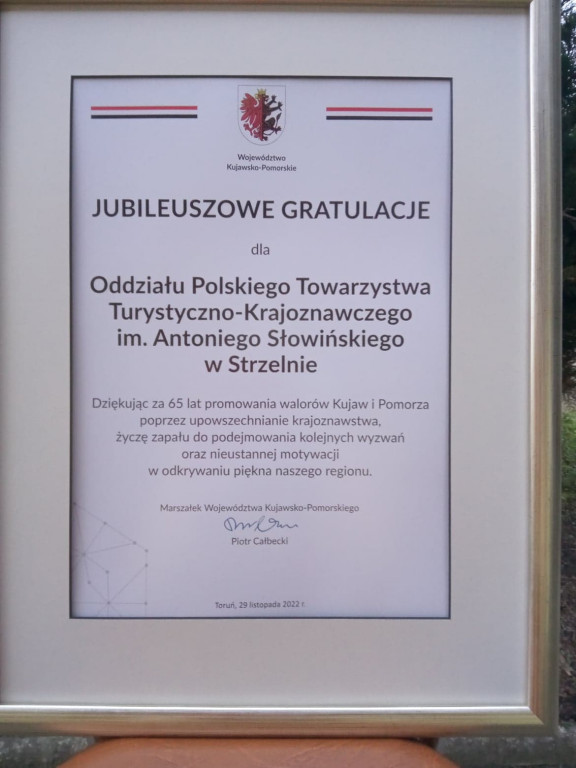 Województwo
Kujawsko-Pomorskie
JUBILEUSZOWE GRATULACJE
dla
Oddziału Polskiego Towarzystwa
Turystyczno-Krajoznawczego
im. Antoniego Słowińskiego
w Strzelnie
Dziękując za 65 lat promowania walorów Kujaw i Pomorza
poprzez upowszechnianie krajoznawstwa,
życzę zapału do podejmowania kolejnych wyzwań
oraz nieustannej motywacji
w odkrywaniu piękna naszego regionu.
Marszałek Województwa Kujawsko-Pomorskiego
Piotr Całbecki
Toruń, 29 listopada 2022 r.